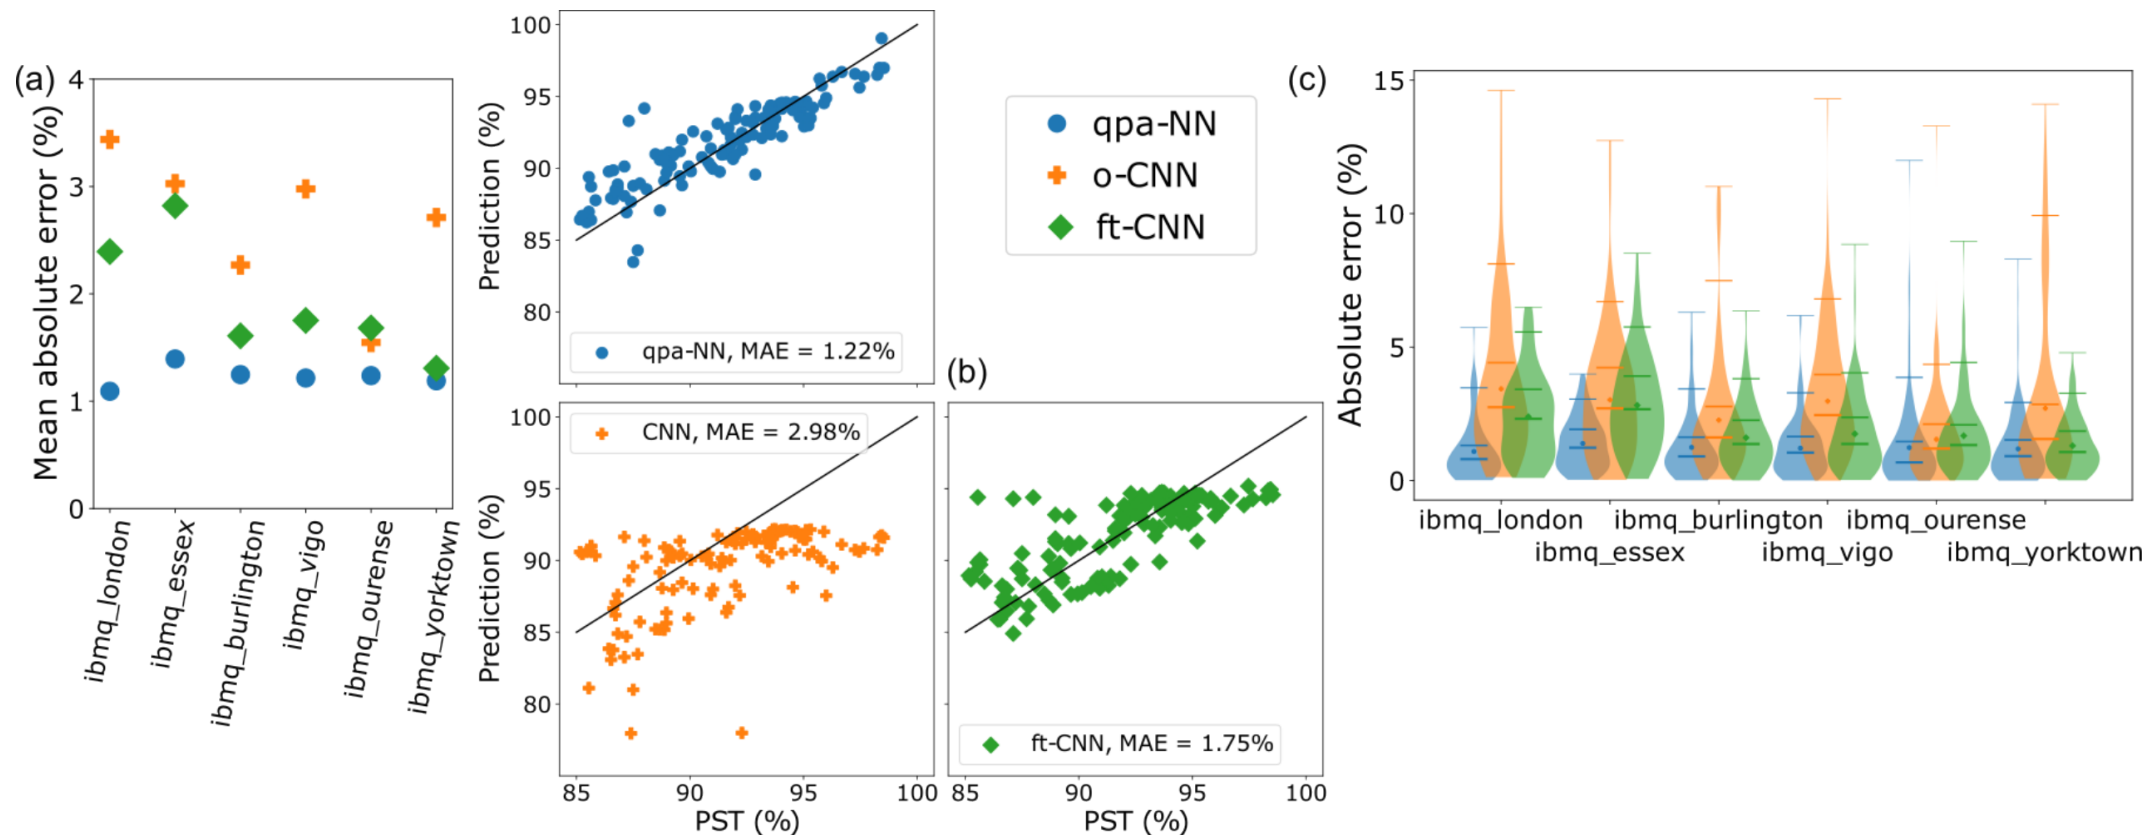 (a)
Mean absolute error (%)
4
3
2
1
0
ibmq_london
ibmq_essex
ibmq_burlington
ibmq_vigo
ibmq_ourense
ibmq_yorktown
Prediction (%)
100
95
90
85
80
qpa-NN, MAE = 1.22%
qpa-NN
o-CNN
ft-CNN
(b)
Prediction (%)
100
95
90
85
80
CNN, MAE = 2.98%
85
90
95
100
PST (%)
ft-CNN, MAE = 1.75%
85
90
95
100
PST (%)
(c)
Absolute error (%)
15
10
5
0
ibmq_london
ibmq_essex
ibmq_burlington
ibmq_vigo
ibmq_ourense
ibmq_yorktown